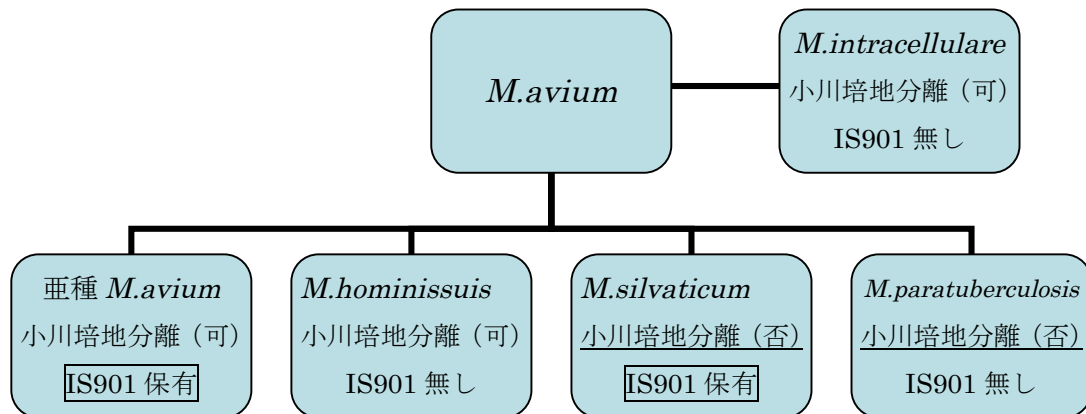 M.avium
M.intracellulare
小川培地分離（可）
IS901 無し
亜種 M.avium
小川培地分離（可）
IS901 保有
M.hominissuis
小川培地分離（可）
IS901 無し
M.silvaticum
小川培地分離（否）
IS901 保有
M.paratuberculosis
小川培地分離（否）
IS901 無し